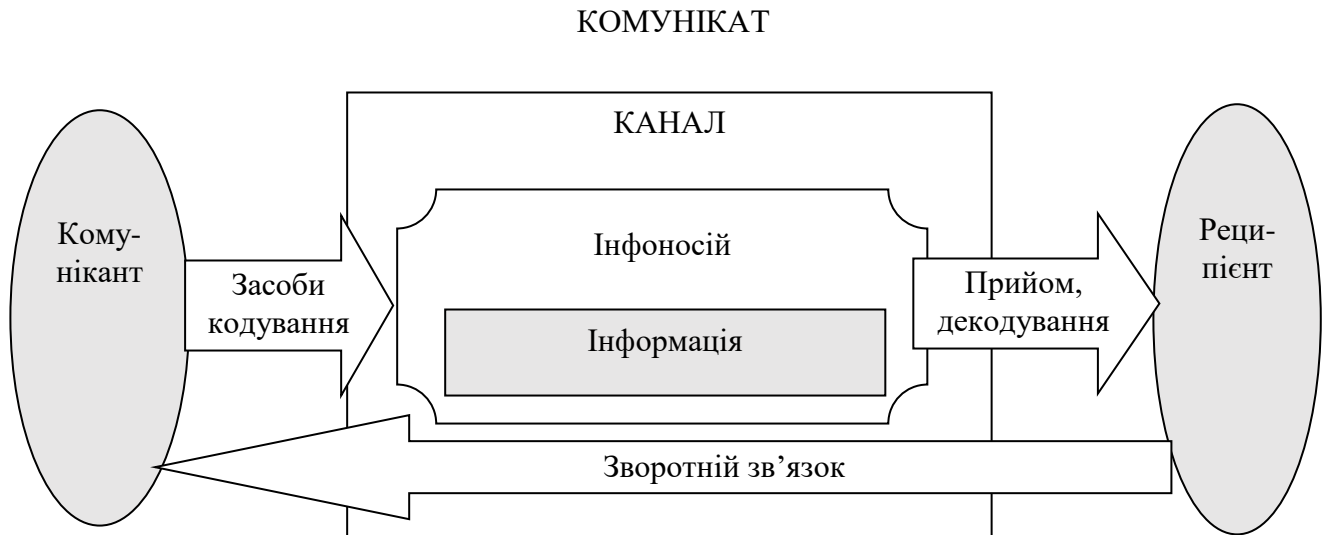 КОМУНІКАТ
КАНАЛ
Кому-
нікант
Засоби
кодування
Інфоносій
Інформація
Прийом,
декодування
Реци-
пієнт
Зворотній зв’язок